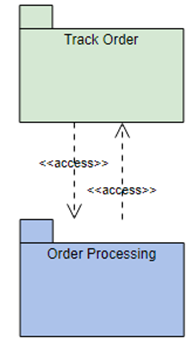 Track Order
<<access>>
<<access>>
Order Processing